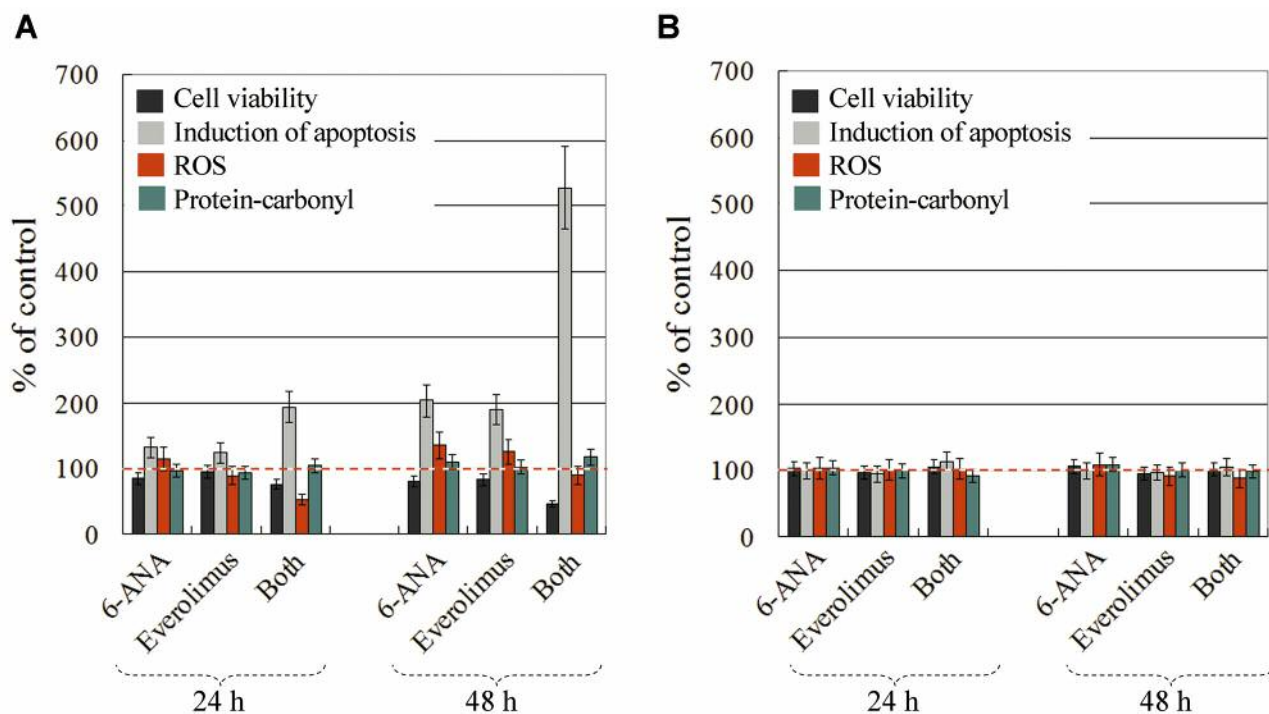 A
% of control
700
600
500
400
300
200
100
0
Cell viability
Induction of apoptosis
ROS
Protein-carbonyl
6-ANA
Everolimus
Both
6-ANA
Everolimus
Both
24 h
48 h
B
% of control
700
600
500
400
300
200
100
0
Cell viability
Induction of apoptosis
ROS
Protein-carbonyl
6-ANA
Everolimus
Both
6-ANA
Everolimus
Both
24 h
48 h